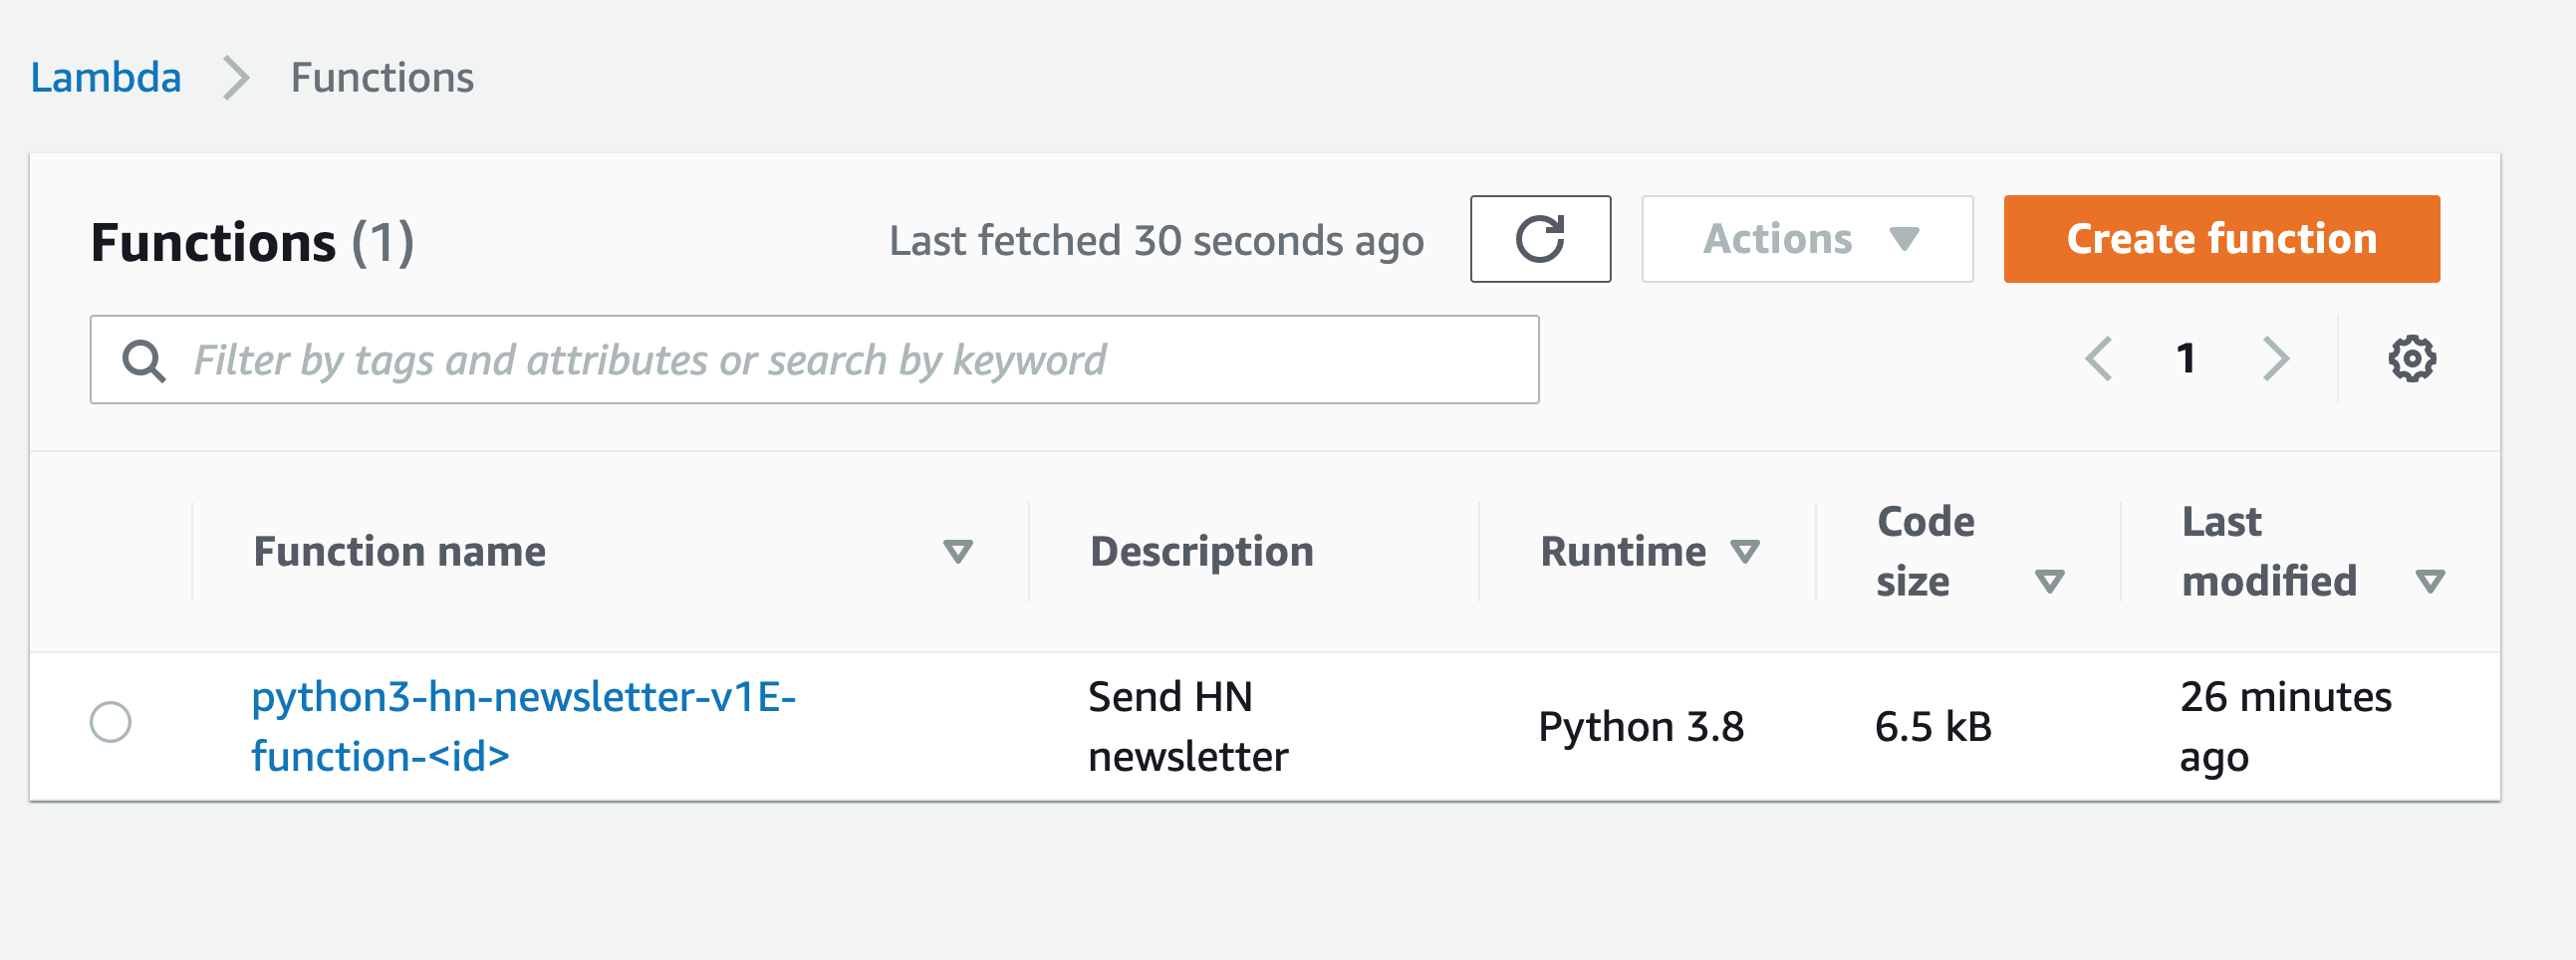 Lambda > Functions
Functions (1) Last fetched 30 seconds ago Actions Create function
Filter by tags and attributes or search by keyword 1
Function name Description Runtime Code size Last modified
python3-hn-newsletter-v1E-
function-<id>
Send HN
newsletter
Python 3.8
6.5 kB
26 minutes
ago